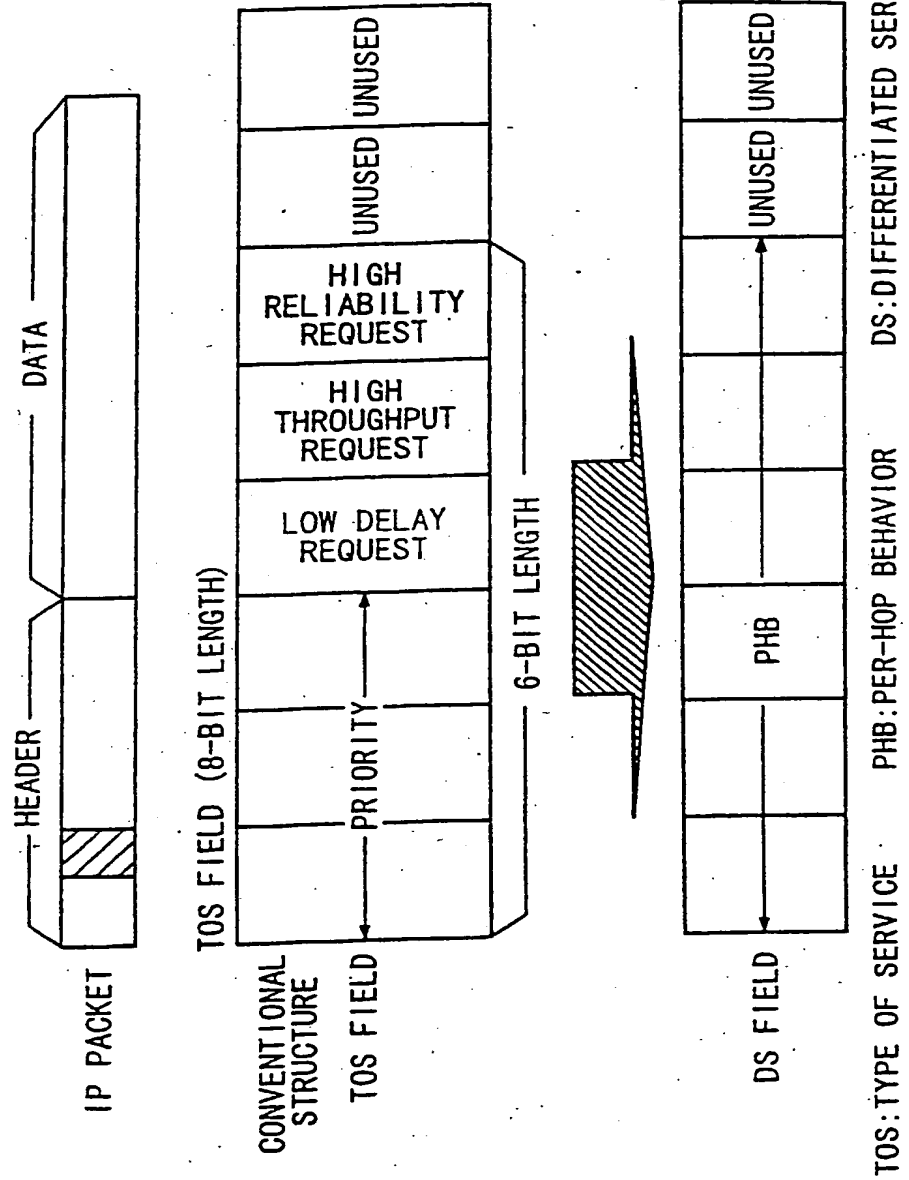 HEADER
DATA
IP PACKET
TOS FIELD (8-BIT LENGTH)
CONVENTIONAL
STRUCTURE
TOS FIELD
PRIORITY
LOW DELAY
REQUEST
HIGH
THROUGHPUT
REQUEST
HIGH
RELIABILITY
REQUEST
UNUSED
UNUSED
6-BIT LENGTH
DS FIELD
PHB
UNUSED
UNUSED
TOS:TYPE OF SERVICE
PHB:PER-HOP BEHAVIOR
DS:DIFFERENTIATED SER